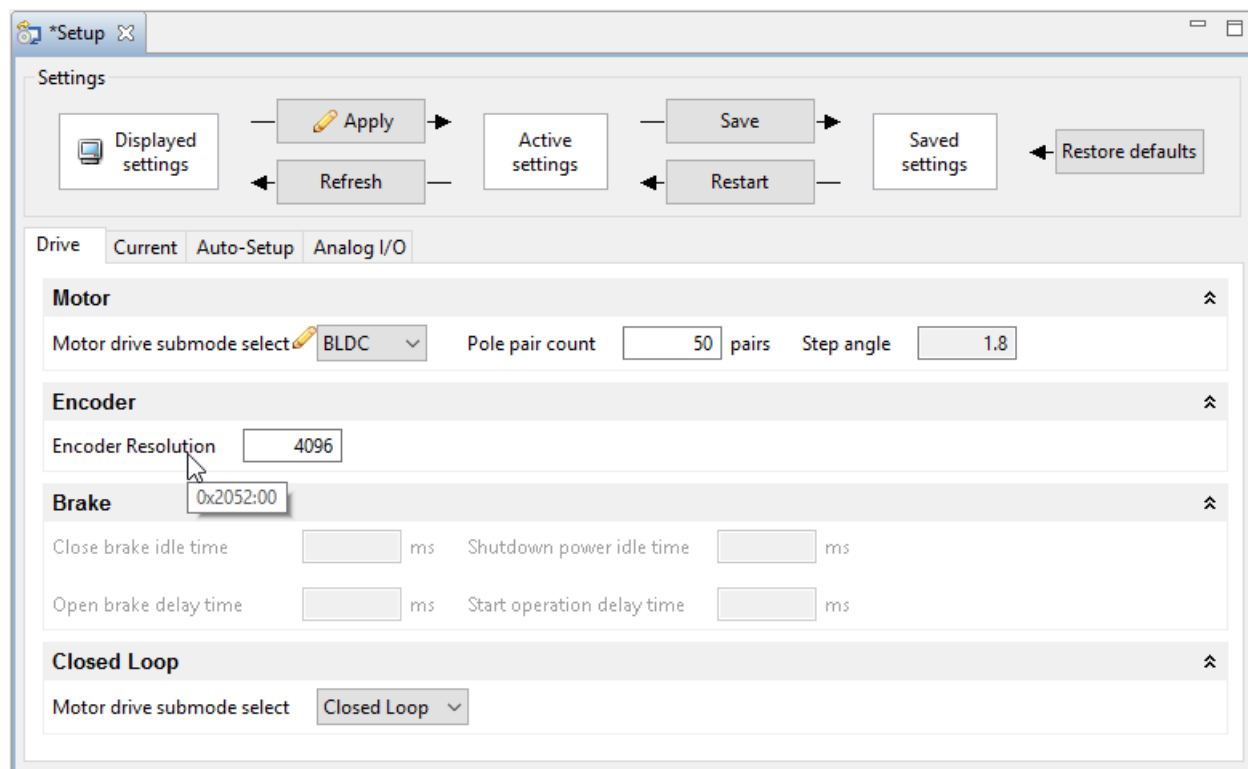 *Setup
Settings
Displayed
settings
Apply
Refresh
Active
settings
Save
Restart
Saved
settings
Restore defaults
Drive Current Auto-Setup Analog I/O
Motor
Motor drive submode select BLDC Pole pair count 50 pairs Step angle 1.8
Encoder
Encoder Resolution 4096
0x2052:00
Brake
Close brake idle time ms Shutdown power idle time ms
Open brake delay time ms Start operation delay time ms
Closed Loop
Motor drive submode select Closed Loop